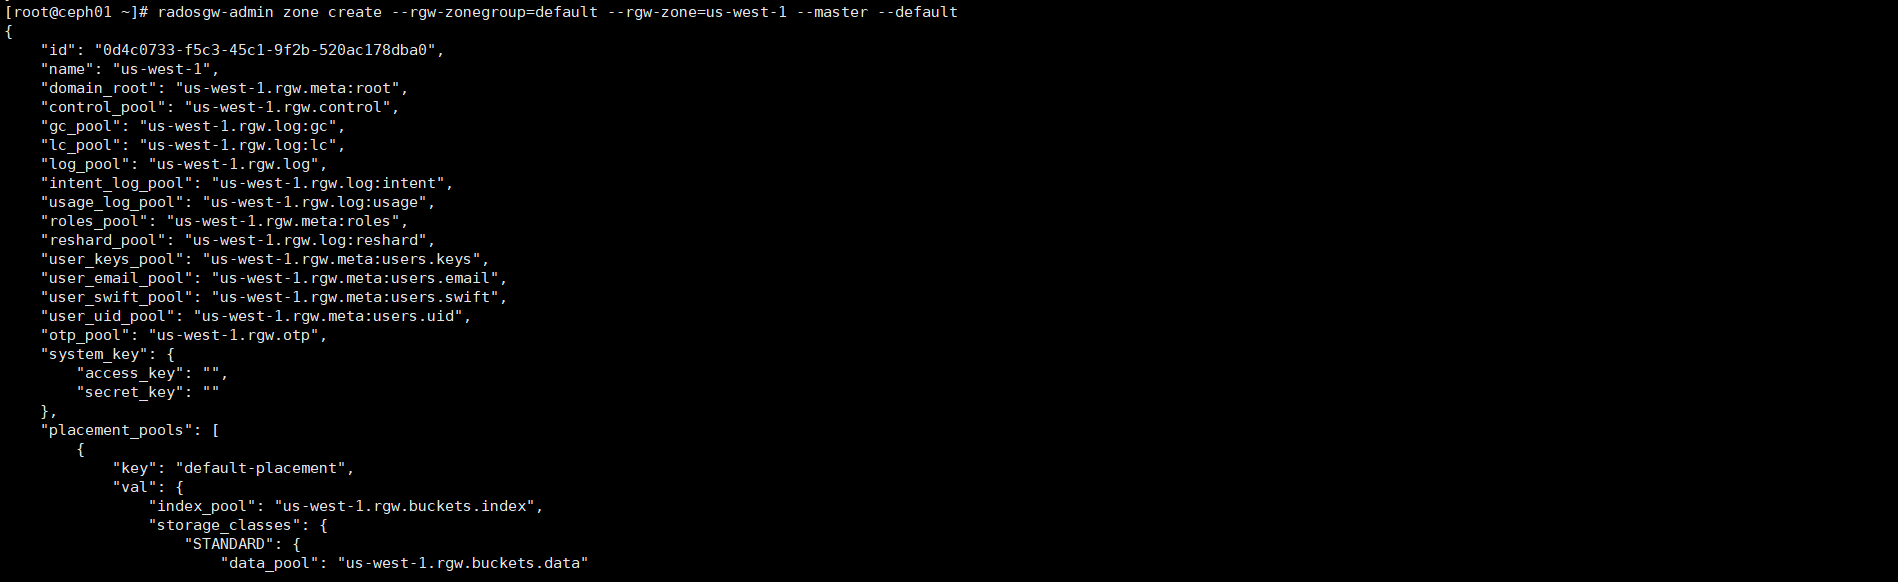 [root@ceph01 ~]# radosgw-admin zone create --rgw-zonegroup=default --rgw-zone=us-west-1 --master --default
{
    "id": "0d4c0733-f5c3-45c1-9f2b-520ac178dba0",
    "name": "us-west-1",
    "domain_root": "us-west-1.rgw.meta:root",
    "control_pool": "us-west-1.rgw.control",
    "gc_pool": "us-west-1.rgw.log:gc",
    "lc_pool": "us-west-1.rgw.log:lc",
    "log_pool": "us-west-1.rgw.log",
    "intent_log_pool": "us-west-1.rgw.log:intent",
    "usage_log_pool": "us-west-1.rgw.log:usage",
    "roles_pool": "us-west-1.rgw.meta:roles",
    "reshard_pool": "us-west-1.rgw.log:reshard",
    "user_keys_pool": "us-west-1.rgw.meta:users.keys",
    "user_email_pool": "us-west-1.rgw.meta:users.email",
    "user_swift_pool": "us-west-1.rgw.meta:users.swift",
    "user_uid_pool": "us-west-1.rgw.meta:users.uid",
    "otp_pool": "us-west-1.rgw.otp",
    "system_key": {
        "access_key": "",
        "secret_key": ""
    },
    "placement_pools": [
        {
            "key": "default-placement",
            "val": {
                "index_pool": "us-west-1.rgw.buckets.index",
                "storage_classes": {
                    "STANDARD": {
                        "data_pool": "us-west-1.rgw.buckets.data"